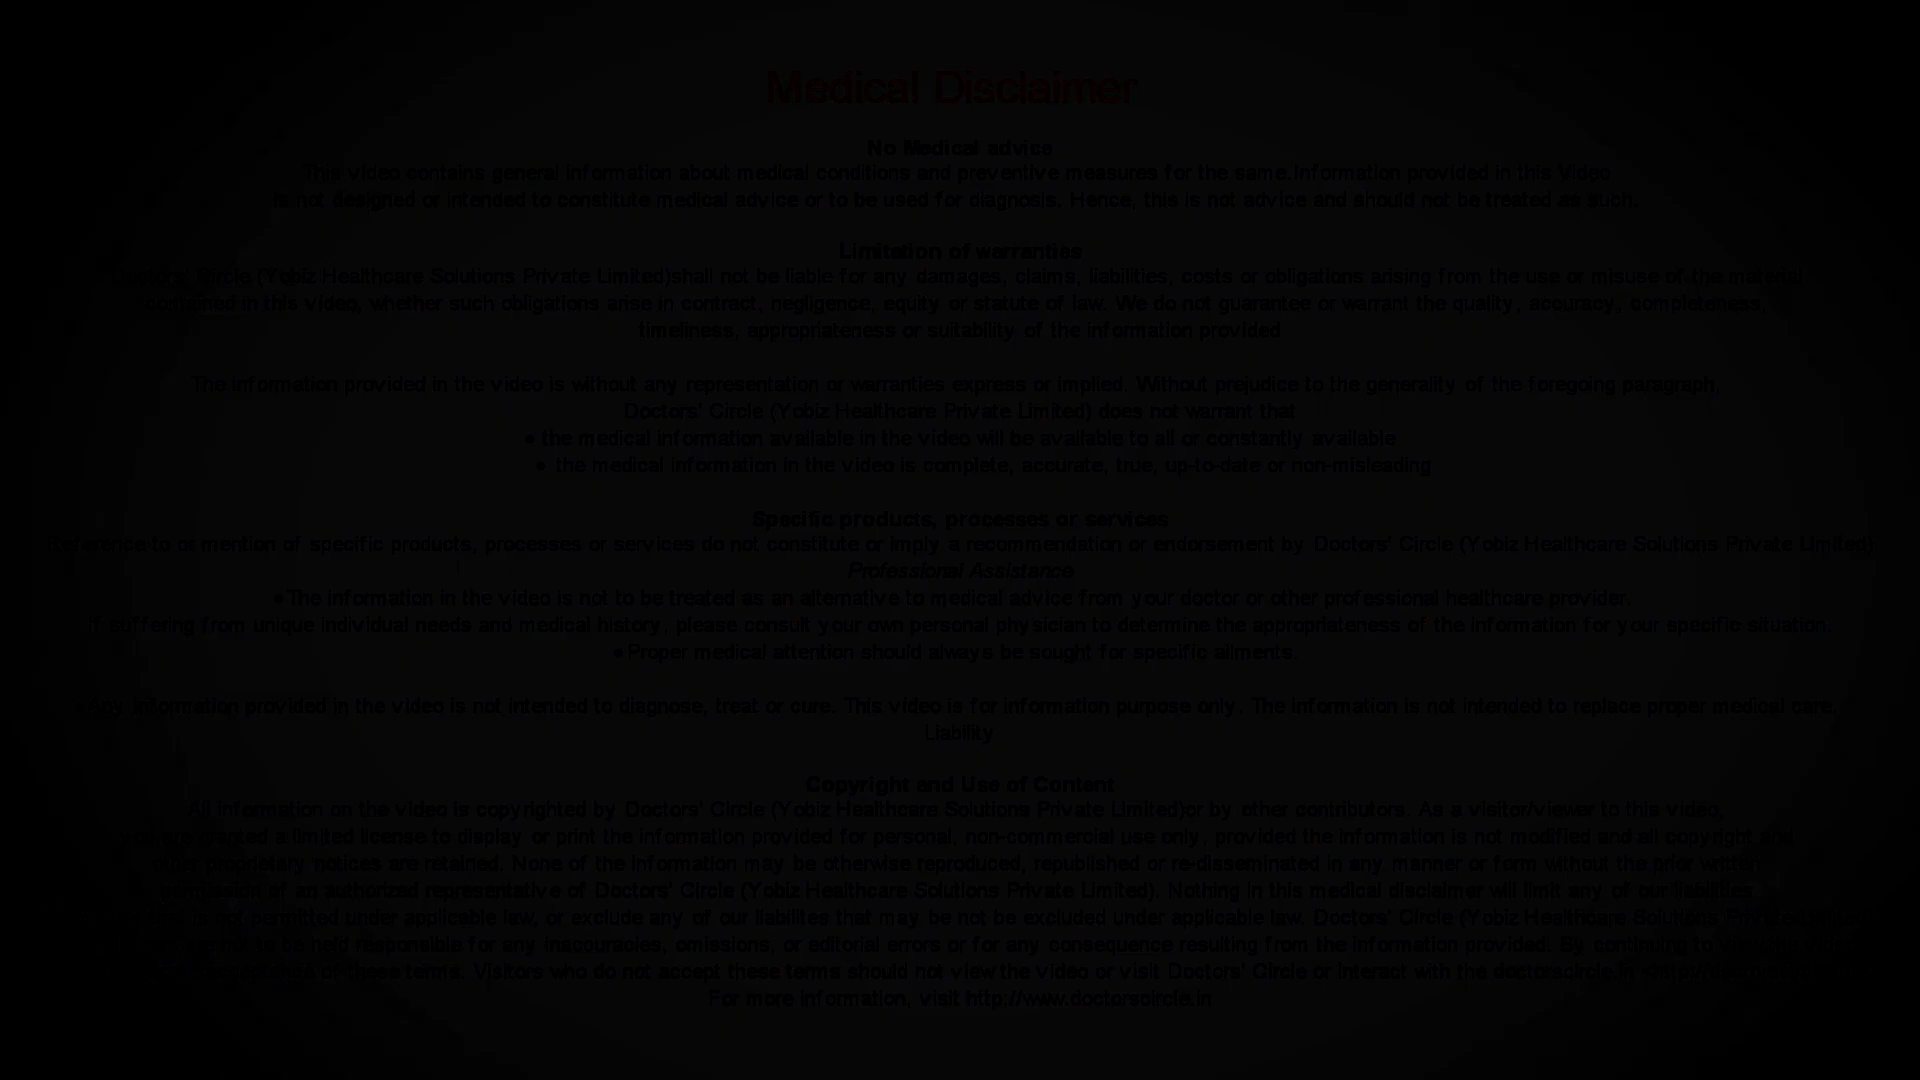 Medical Disclaimer
No Medical advice
This video contains general information about medical conditions and preventive measures for the same.Information provided in this Video
is not designed or intended to constitute medical advice or to be used for diagnosis. Hence, this is not advice and should not be treated as such.
Limitation of warranties
Circle (Yobiz Healthcare Solutions Private Limited)shall not be liable for any damages, claims, liabilities, costs or obligations arising from the use or misuse of the material
contained in this video, whether such obligations arise in contract, negligence, equity or statute of law. We do not guarantee or warrant the quality, accuracy, completeness,
timeliness, appropriateness or suitability of the information provided
The information provided in the video is without any representation or warranties express or implied. Without prejudice to the generality of the foregoing paragraph,
Doctors' Circle (Yobiz Healthcare Private Limited) does not warrant that
• the medical information available in the video will be available to all or constantly available
• the medical information in the video is complete, accurate, true, up-to-date or non-misleading
Specific products, processes or services
Reference to or mention of specific products, processes or services do not constitute or imply a recommendation or endorsement by Doctors' Circle (Yobiz Healthcare Solutions Private Limited)
Professional Assistance
•The information in the video is not to be treated as an alternative to medical advice from your doctor or other professional healthcare provider.
If suffering from unique individual needs and medical history, please consult your own personal physician to determine the appropriateness of the information for your specific situation.
•Proper medical attention should always be sought for specific ailments.
•Any information provided in the video is not intended to diagnose, treat or cure. This video is for information purpose only. The information is not intended to replace proper medical care.
Liability
Copyright and Use of Content
All information on the video is copyrighted by Doctors' Circle (Yobiz Healthcare Solutions Private Limited)or by other contributors. As a visitor/viewer to this video,
you are granted a limited license to display or print the information provided for personal, non-commercial use only, provided the information is not modified and all copyright and
other proprietary notices are retained. None of the information may be otherwise reproduced, republished or re-disseminated in any manner or form without the prior written
permission of an authorized representative of Doctors' Circle (Yobiz Healthcare Solutions Private Limited). Nothing in this medical disclaimer will limit any of our liabilities
is not permitted under applicable law, or exclude any of our liabilites that may be not be excluded under applicable law. Doctors' Circle (Yobiz Healthcare Solutions Private
not to be held responsible for any inaccuracies, omissions, or editorial errors or for any consequence resulting from the information provided. By continuing to
of these terms. Visitors who do not accept these terms should not view the video or visit Doctors' Circle or interact with the doctorscircle.in
For more information, visit http://www.doctorscircle.in